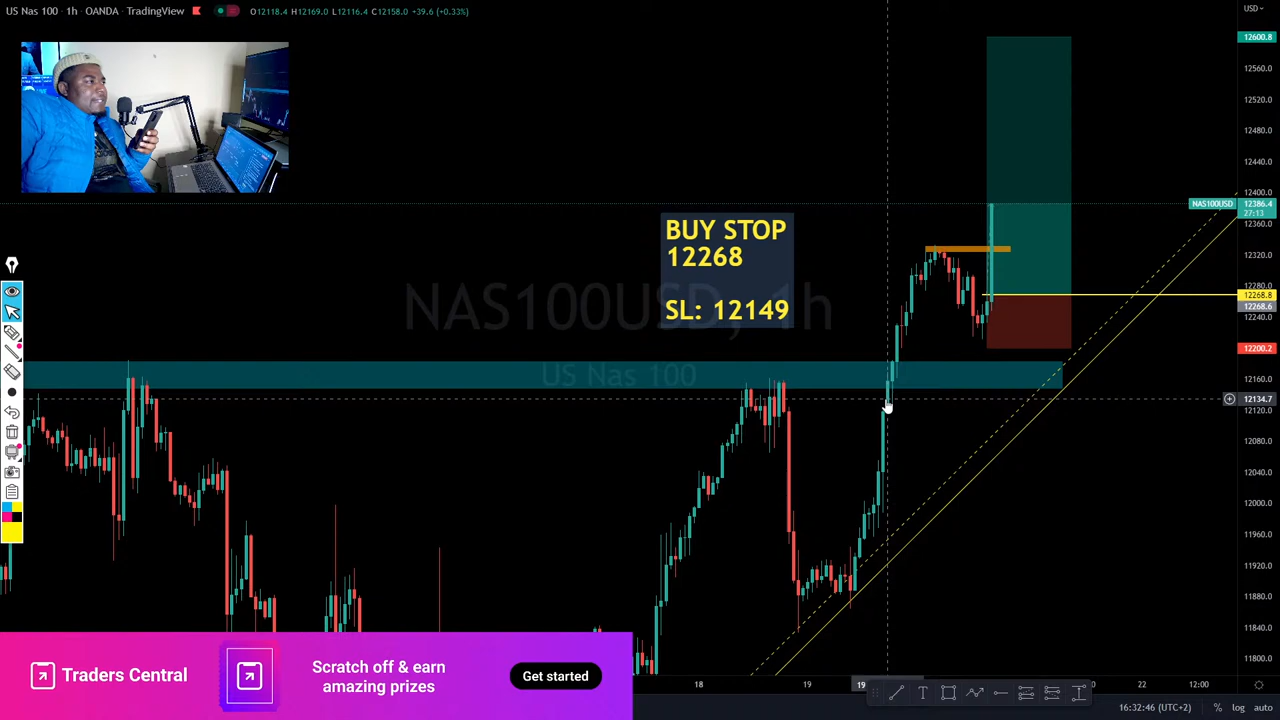 US Nas 100 · 1h · OANDA · TradingView
O12118.4 H12169.0 L12116.4 C12158.0 +39.6 (+0.33%)
USD
12600.8
12560.0
12520.0
12480.0
12440.0
12400.0
NAS100USD 12386.4
27:13
12360.0
12320.0
12280.0
12268.8
12268.6
12240.0
12200.2
12160.0
12134.7
12120.0
12080.0
12040.0
12000.0
11960.0
11920.0
11880.0
11840.0
11800.0
BUY STOP
12268
SL: 12149
NAS100USD, 1h
US Nas 100
Traders Central
Scratch off & earn
amazing prizes
Get started
18
19
19
22
12:00
16:32:46 (UTC+2)
%
log
auto